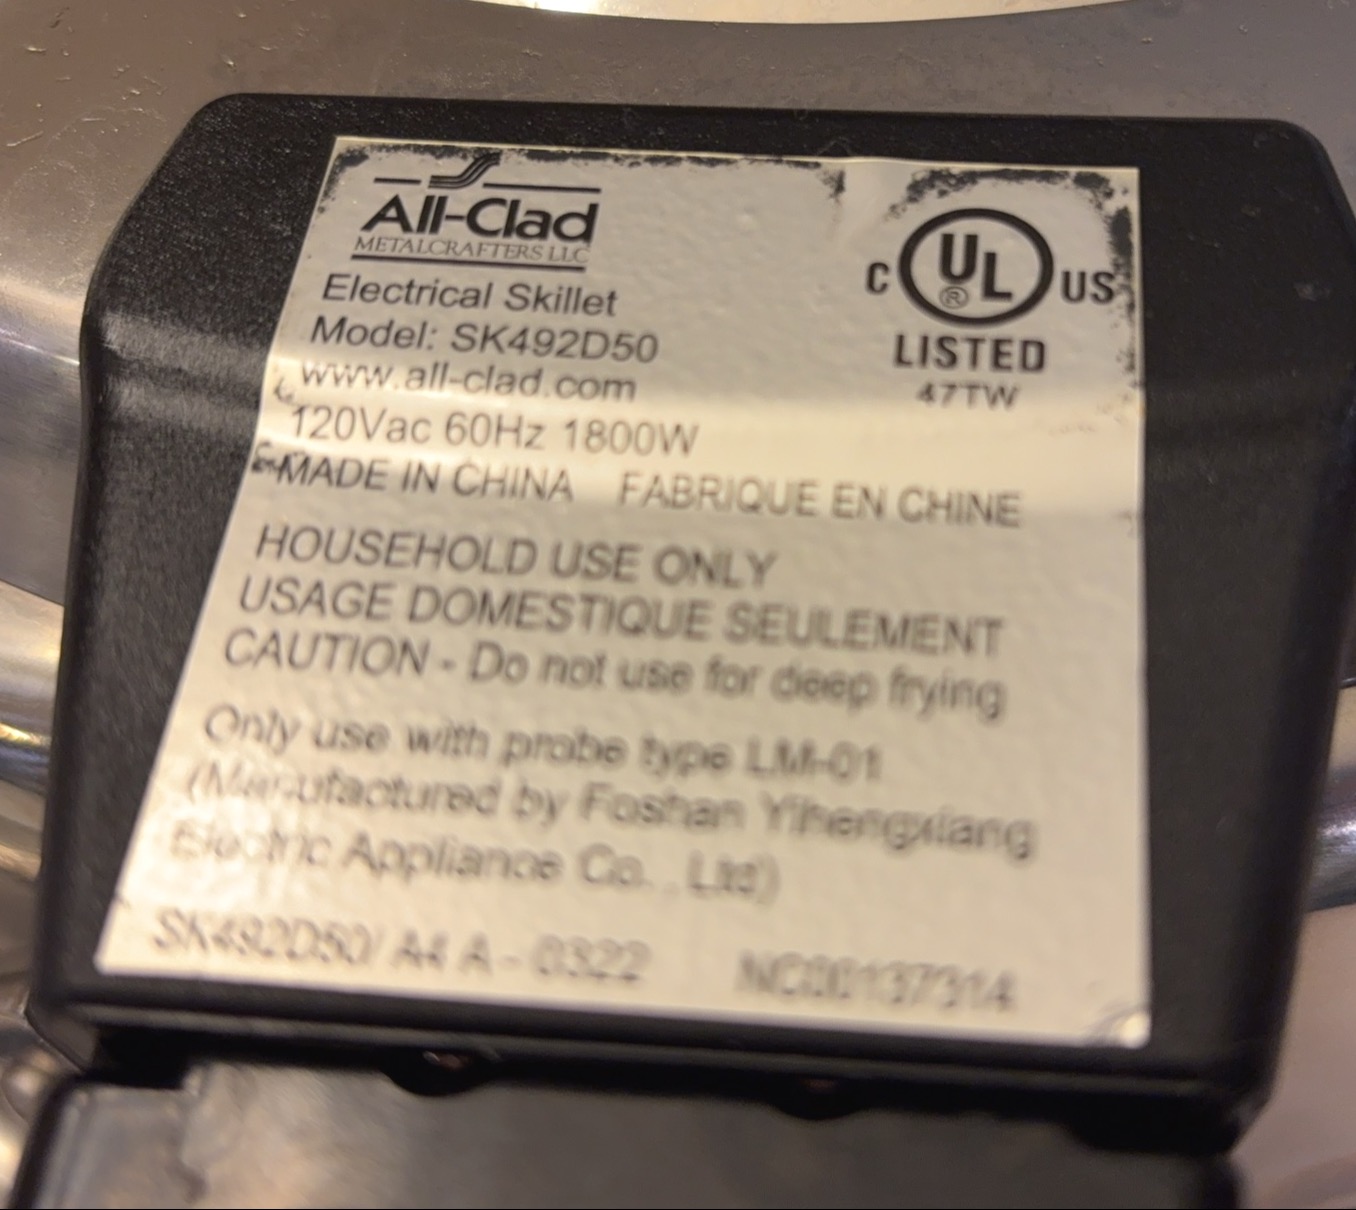 All-Clad
METALCRAFTERS LLC
Electrical Skillet
Model: SK492D50
www.all-clad.com
120Vac 60Hz 1800W
MADE IN CHINA FABRIQUE EN CHINE
C UL® US
LISTED
47TW
HOUSEHOLD USE ONLY
USAGE DOMESTIQUE SEULEMENT
CAUTION - Do not use for deep frying
Only use with probe type LM-01
(Manufactured by Foshan Yihengxiang
Electric Appliance Co., Ltd)
SK492D50/ A4 A - 0322 NC00137314